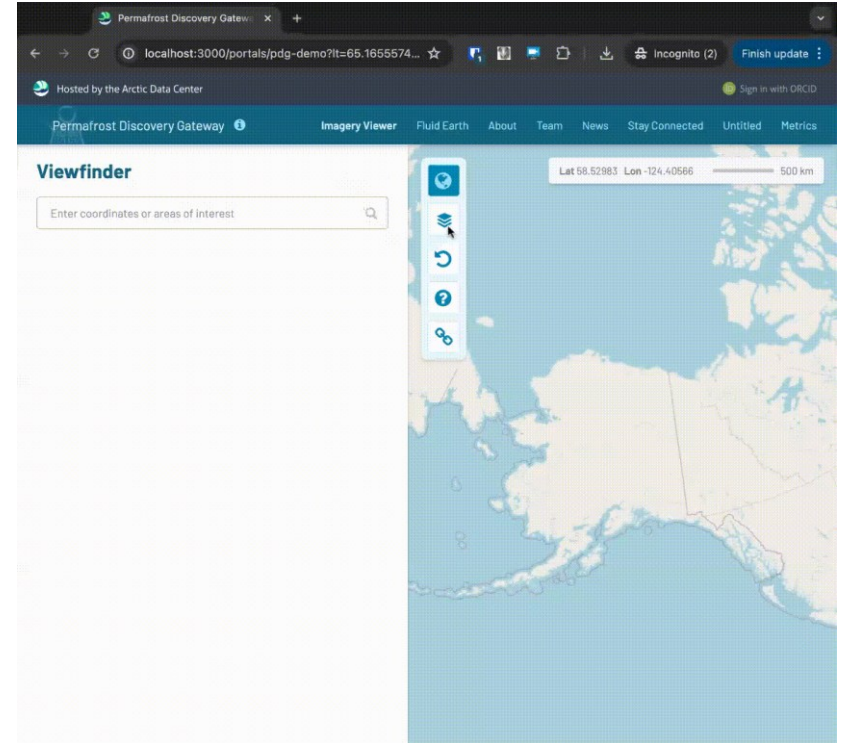 Permafrost Discovery Gatew
localhost:3000/portals/pdg-demo?lt=65.1655574...
Incognito (2)
Finish update
Hosted by the Arctic Data Center
Sign in with ORCID
Permafrost Discovery Gateway
Imagery Viewer
Fluid Earth
About
Team
News
Stay Connected
Untitled
Metrics
Viewfinder
Lat 58.52983 Lon -124.40566
500 km
Enter coordinates or areas of interest